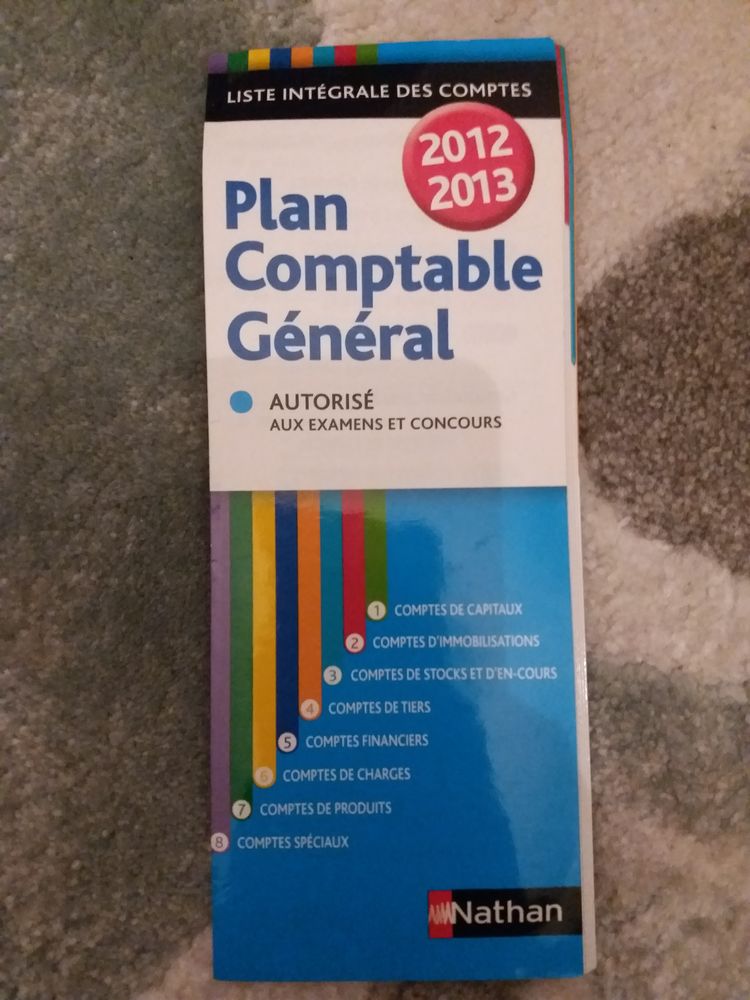 LISTE INTÉGRALE DES COMPTES
2012
2013
Plan
Comptable
Général
AUTORISÉ
AUX EXAMENS ET CONCOURS
1 COMPTES DE CAPITAUX
2 COMPTES D'IMMOBILISATIONS
3 COMPTES DE STOCKS ET D'EN-COURS
4 COMPTES DE TIERS
5 COMPTES FINANCIERS
6 COMPTES DE CHARGES
7 COMPTES DE PRODUITS
8 COMPTES SPÉCIAUX
Nathan